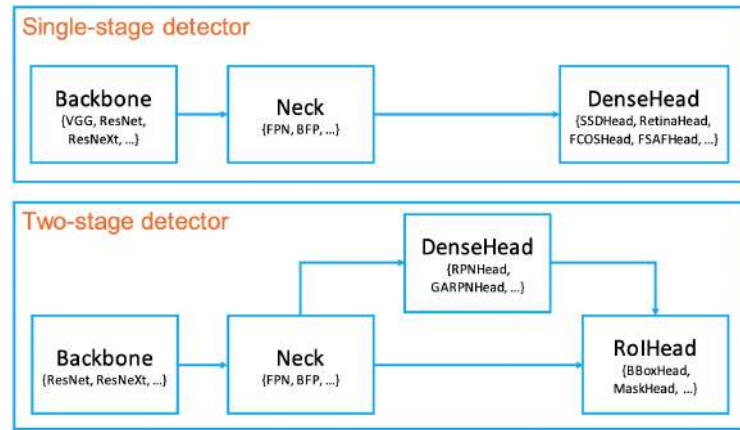 Single-stage detector
Backbone
{VGG, ResNet,
ResNeXt, ...}
Neck
{FPN, BFP, ...}
DenseHead
{SSDHead, RetinaHead,
FCOSHead, FSAFHead, ...}
Two-stage detector
DenseHead
{RPNHead,
GARPNHead, ...}
Backbone
{ResNet, ResNeXt, ...}
Neck
{FPN, BFP, ...}
RoIHead
{BBoxHead,
MaskHead, ...}